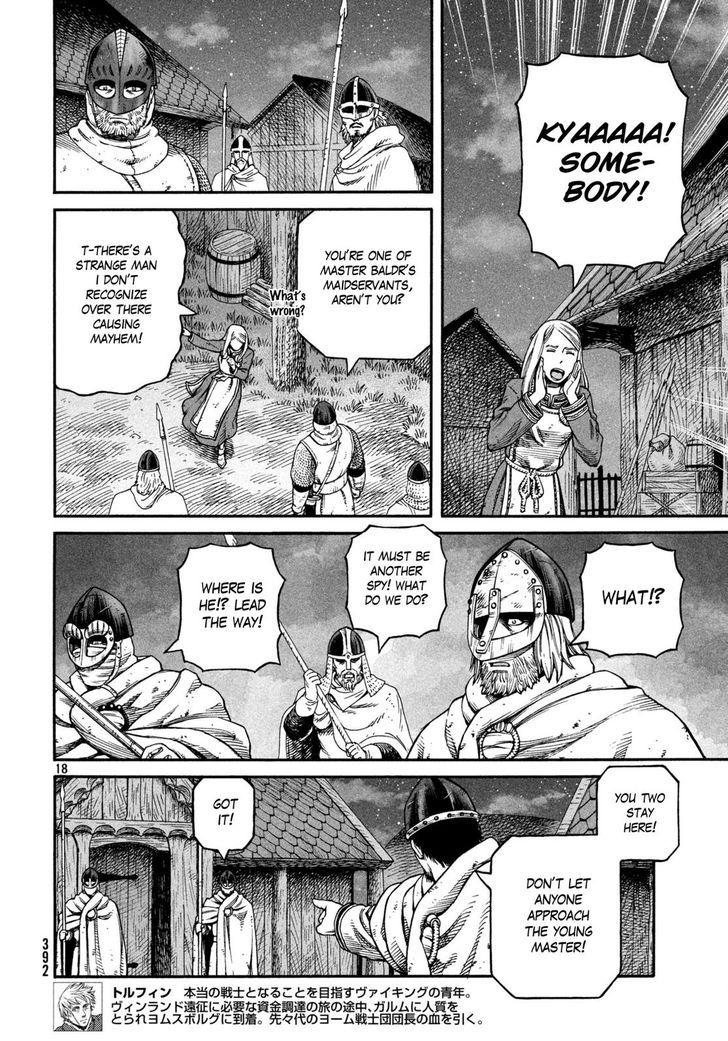 KYAAAAA!
SOME-
BODY!
YOU'RE ONE OF
MASTER BALDR'S
MAIDSERVANTS,
AREN'T YOU?
What's
wrong?
T-THERE'S A
STRANGE MAN
I DON'T
RECOGNIZE
OVER THERE
CAUSING
MAYHEM!
WHAT!?
IT MUST BE
ANOTHER
SPY! WHAT
DO WE DO?
WHERE IS
HE!? LEAD
THE WAY!
18
YOU TWO
STAY
HERE!
DON'T LET
ANYONE
APPROACH
THE YOUNG
MASTER!
GOT
IT!
392
トルフィン 本当の戦士となることを目指すヴァイキングの青年。
ヴィンランド遠征に必要な資金調達の旅の途中、ガルムに人質を
とられヨムスボルグに到着。先々代のヨーム戦士団団長の血を引く。